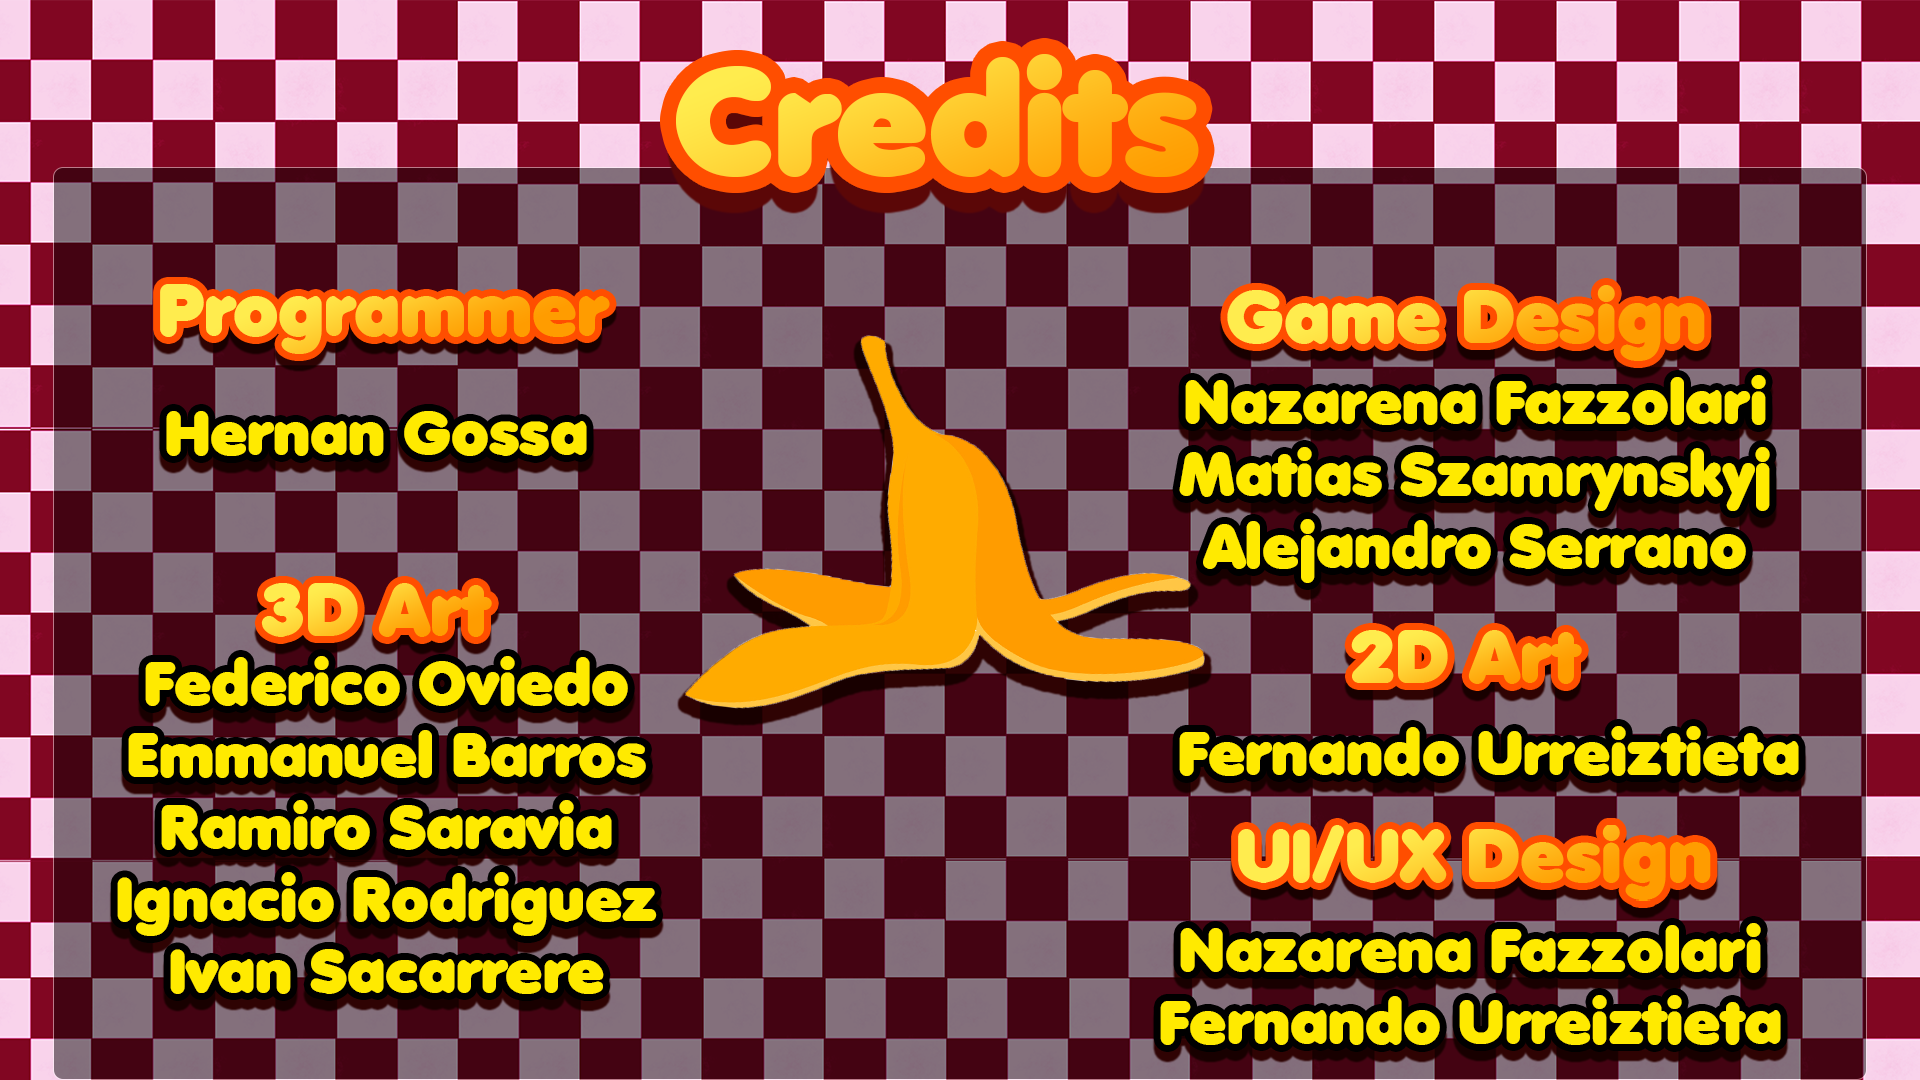 Credits
Programmer
Hernan Gossa
3D Art
Federico Oviedo
Emmanuel Barros
Ramiro Saravia
Ignacio Rodriguez
Ivan Sacarrere
Game Design
Nazarena Fazzolari
Matias Szamrynskyj
Alejandro Serrano
2D Art
Fernando Urreiztieta
UI/UX Design
Nazarena Fazzolari
Fernando Urreiztieta